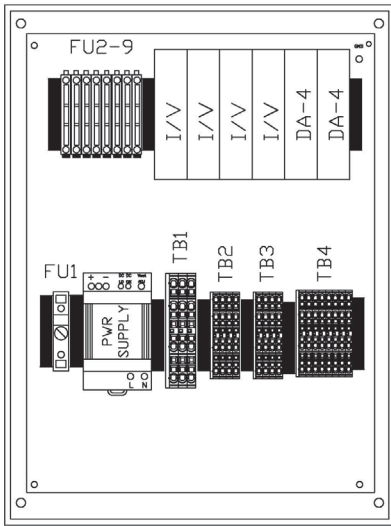 FU2-9
I/V
I/V
I/V
I/V
DA-4
DA-4
FU1
TB1
TB2
TB3
TB4
+ -
PWR
SUPPLY
L N